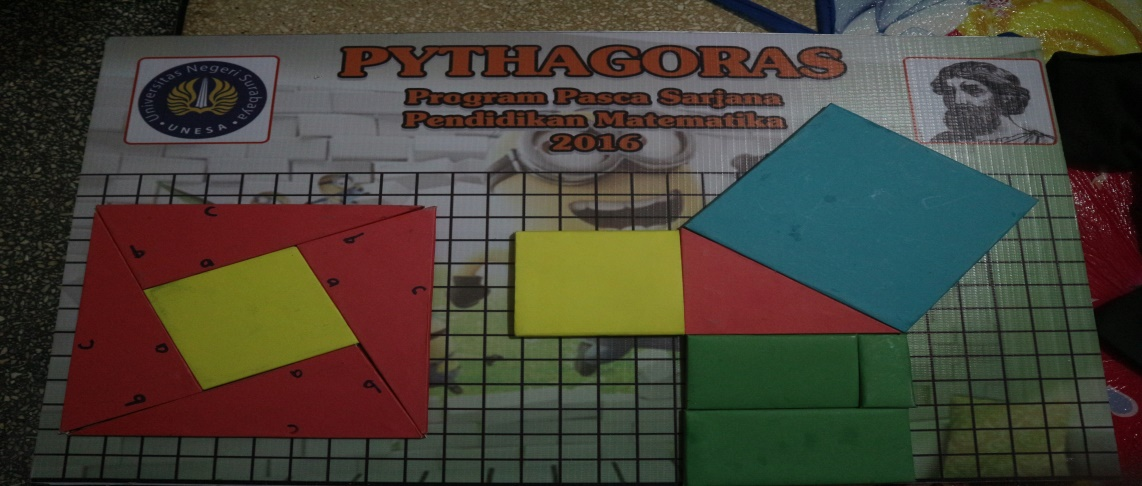 PYTHAGORAS
Program Pasca Sarjana
Pendidikan Matematika
2016
Universitas Negeri Surabaya
• UNESA •
c
b
a
b
a
c
c
a
a
b
b
c